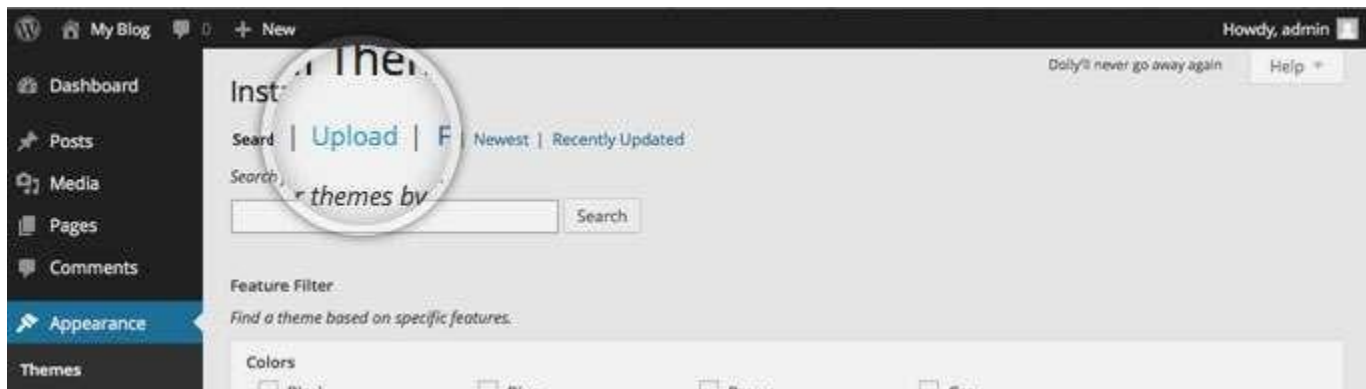 My Blog 0 + New Howdy, admin
Dolly'll never go away again Help
Dashboard
Inst
Posts
Sear | Upload | F | Newest | Recently Updated
Media
Search
r themes by
Pages
Search
Comments
Feature Filter
Appearance
Find a theme based on specific features.
Themes
Colors